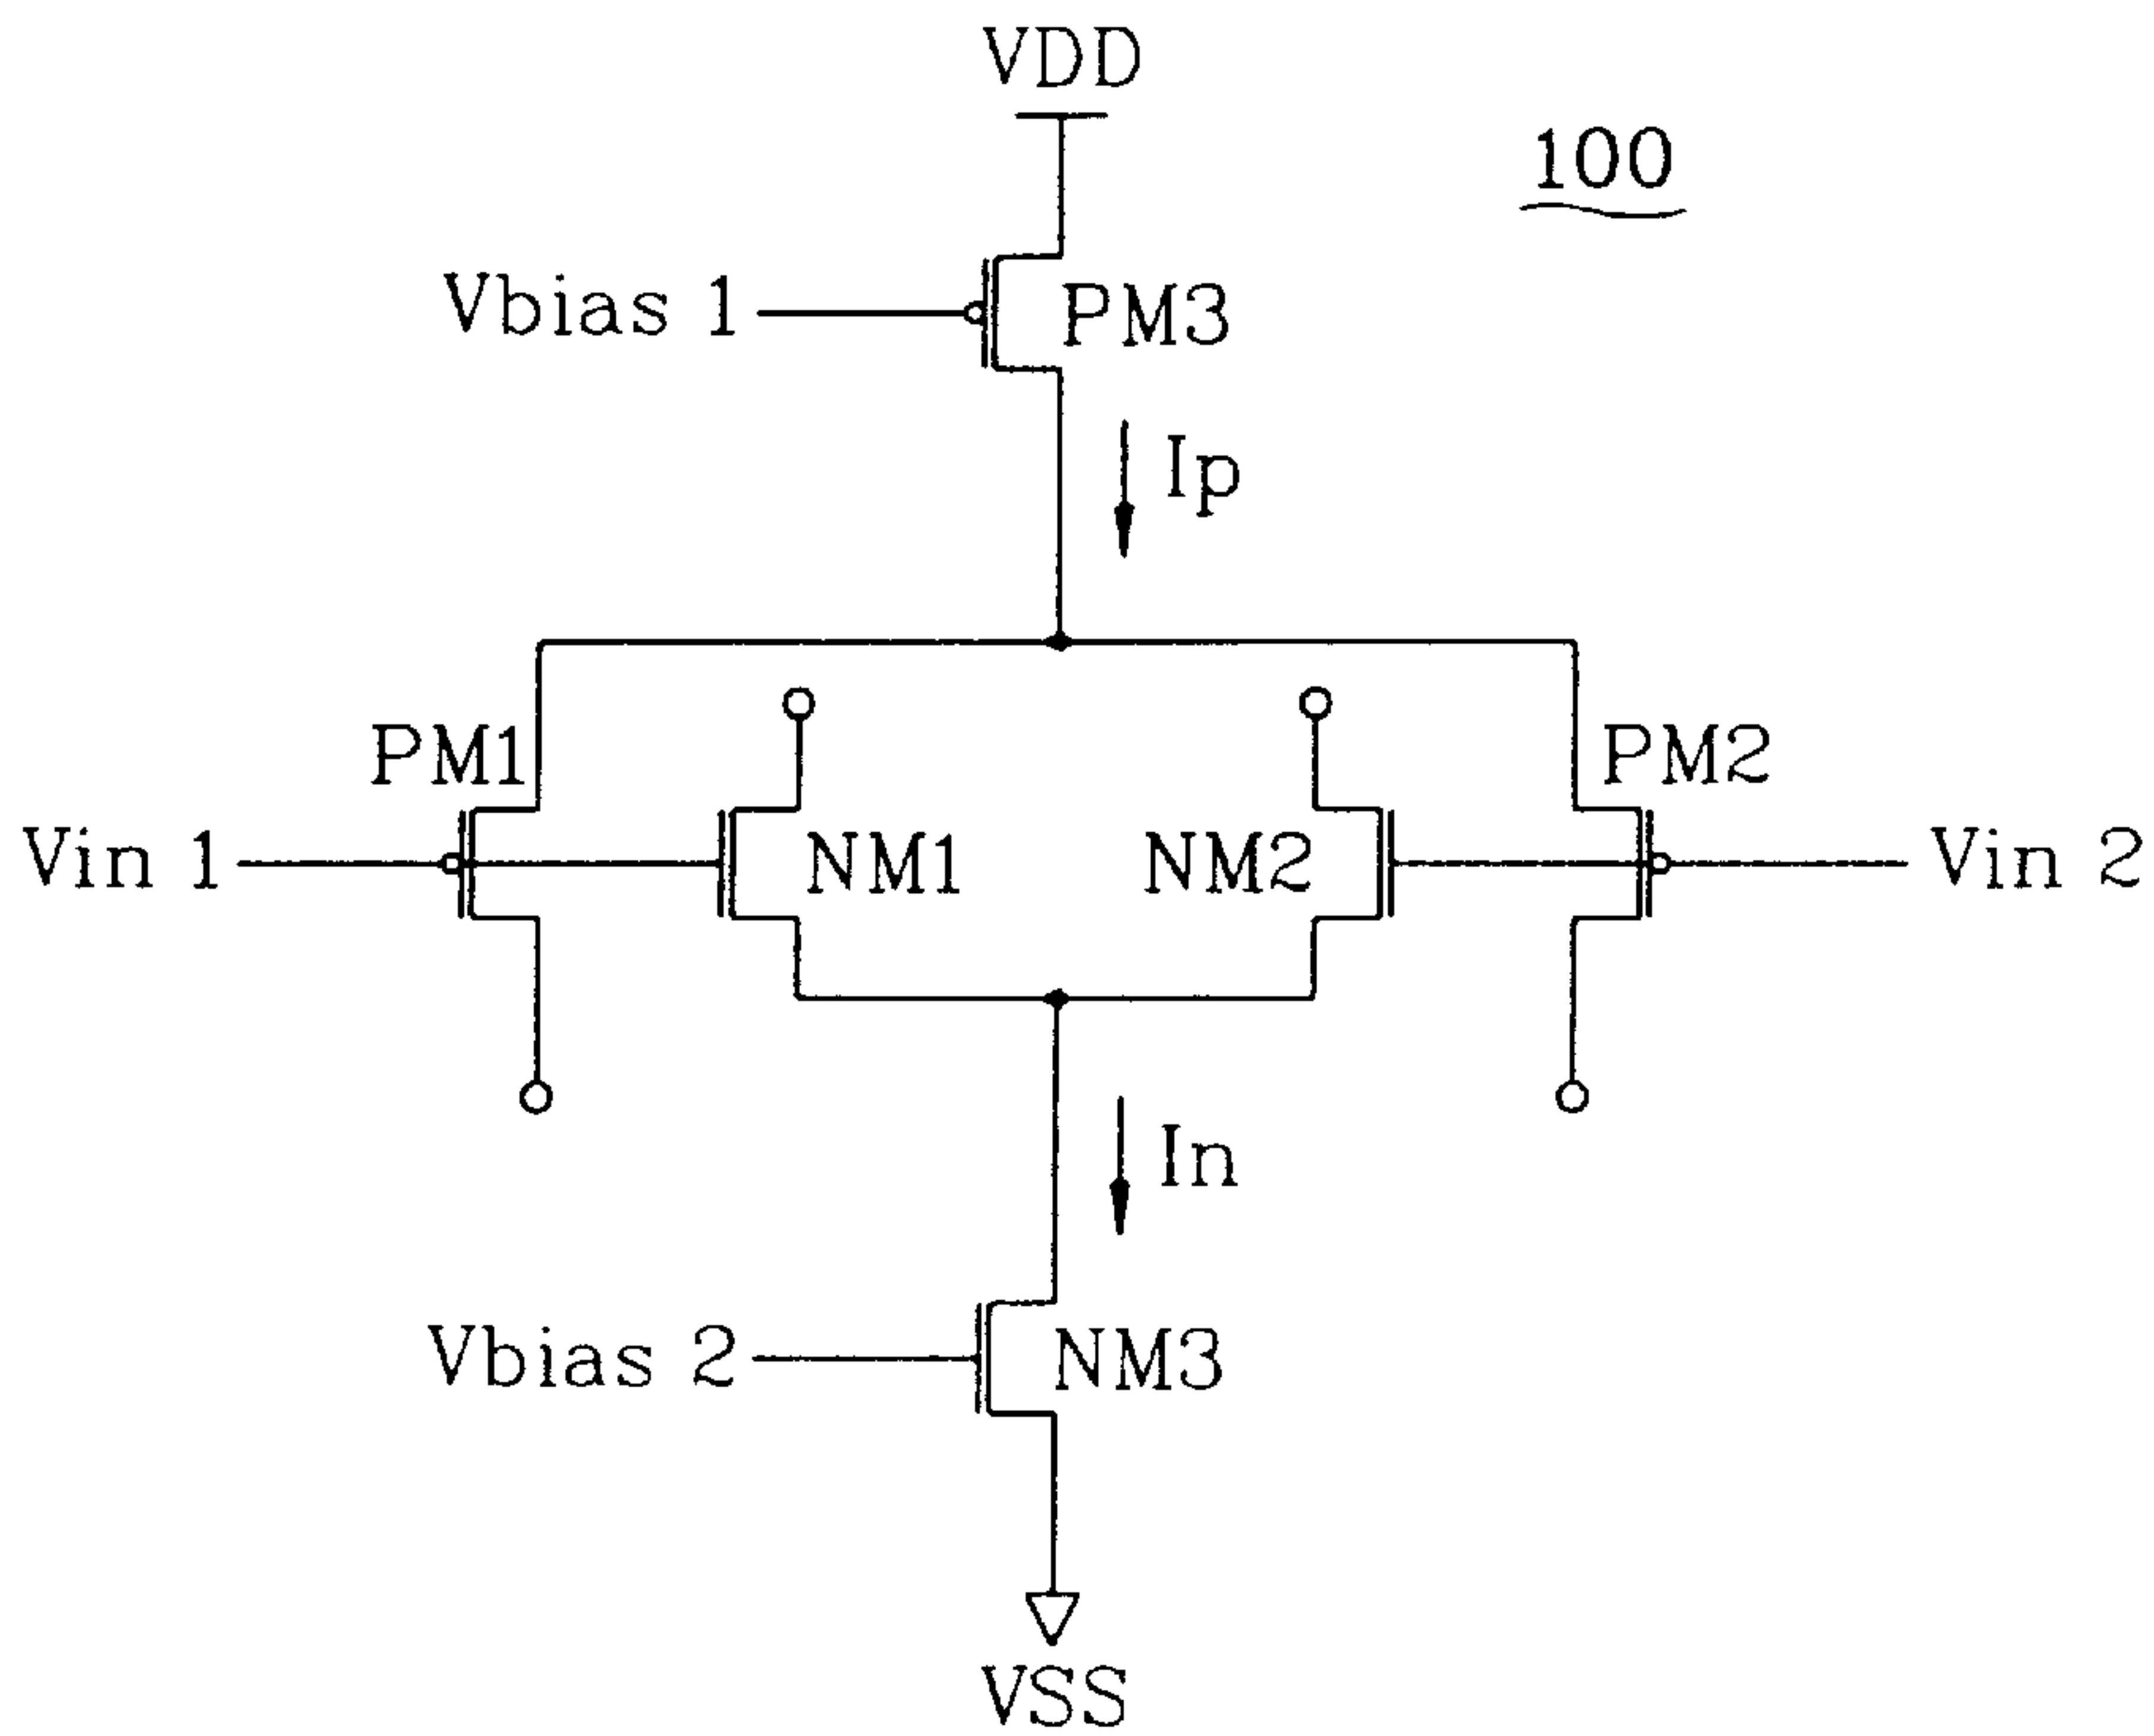 VDD
100
Vbias 1
PM3
Ip
PM1
PM2
Vin 1
NM1
NM2
Vin 2
In
Vbias 2
NM3
VSS